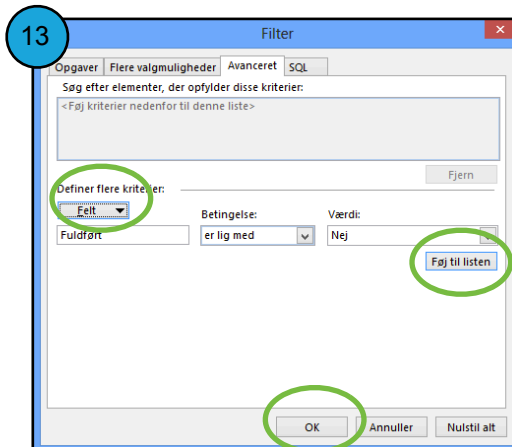 13
Filter
Opgaver Flere valgmuligheder Avanceret SQL
Søg efter elementer, der opfylder disse kriterier:
<Føj kriterier nedenfor til denne liste>
Fjern
Definer flere kriterier:
Felt
Betingelse: Værdi:
Fuldført er lig med Nej
Føj til listen
OK Annuller Nulstil alt